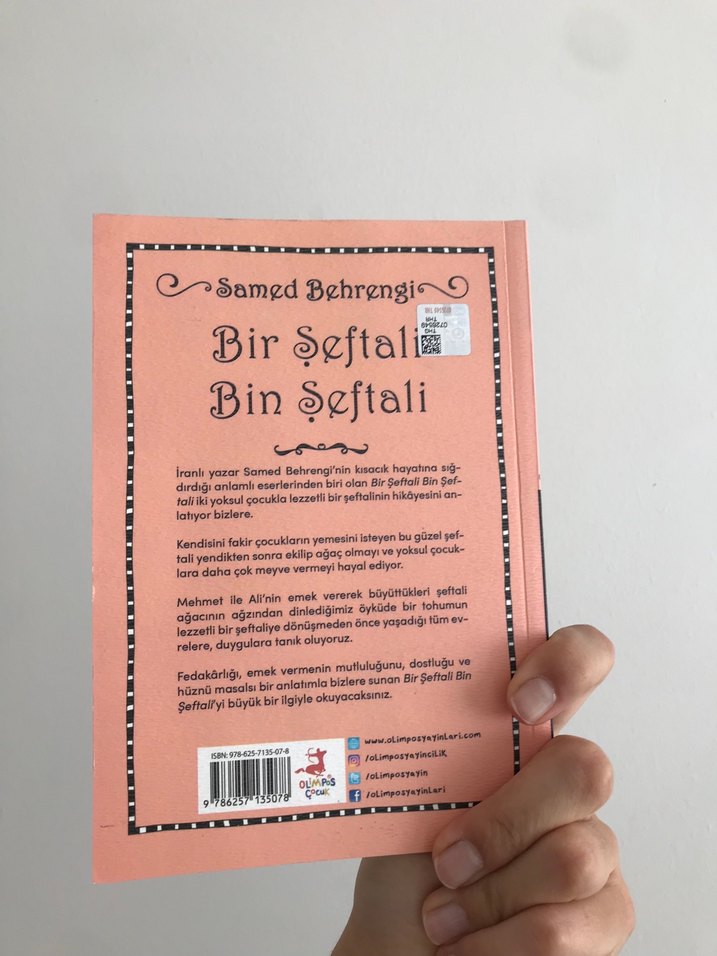 Samed Behrengi
Bir Şeftali
Bin Şeftali
THG
0726549
THR
İranlı yazar Samed Behrengi'nin kısacık hayatına sığ-
dırdığı anlamlı eserlerinden biri olan Bir Şeftali Bin Şef-
tali iki yoksul çocukla lezzetli bir şeftalinin hikâyesini an-
latıyor bizlere.
Kendisini fakir çocukların yemesini isteyen bu güzel şef-
tali yendikten sonra ekilip ağaç olmayı ve yoksul çocuk-
lara daha çok meyve vermeyi hayal ediyor.
Mehmet ile Ali'nin emek vererek büyüttükleri şeftali
ağacının ağzından dinlediğimiz öyküde bir tohumun
lezzetli bir şeftaliye dönüşmeden önce yaşadığı tüm ev-
relere, duygulara tanık oluyoruz.
Fedakârlığı, emek vermenin mutluluğunu, dostluğu ve
hüznü masalsı bir anlatımla bizlere sunan Bir Şeftali Bin
Şeftali'yi büyük bir ilgiyle okuyacaksınız.
ISBN: 978-625-7135-07-8
9 786257 135078
OLİMPOS
ÇOCUK
www.olimposyayinlari.com
/olimposyayincilik
/olimposyayin
/olimposyayinlari